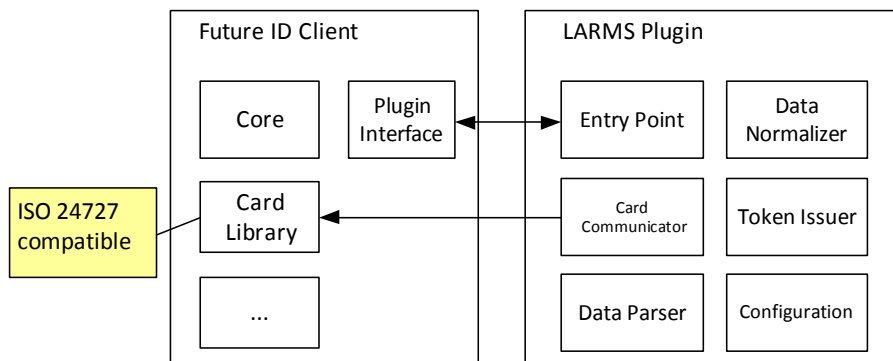 Future ID Client
LARMS Plugin
Core
Plugin
Interface
Entry Point
Data
Normalizer
ISO 24727
compatible
Card
Library
Card
Communicator
Token Issuer
...
Data Parser
Configuration